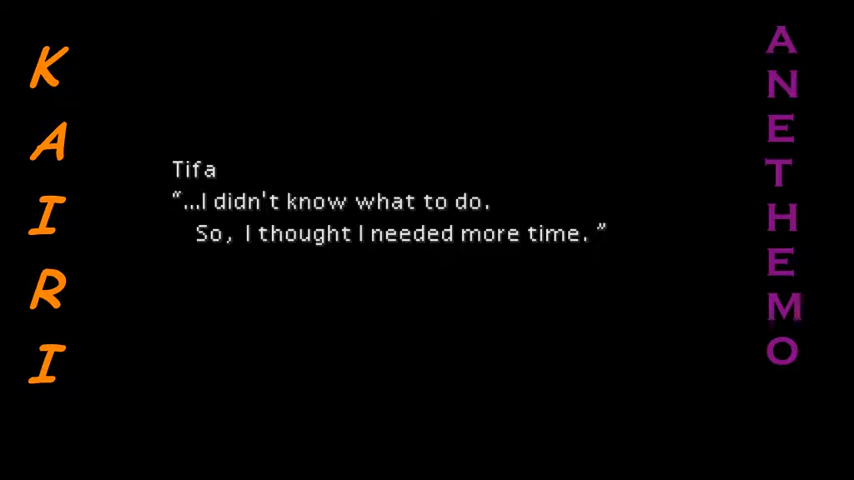 KAIRI
Tifa
“...I didn't know what to do.
So, I thought I needed more time. ”
ANETHEMO